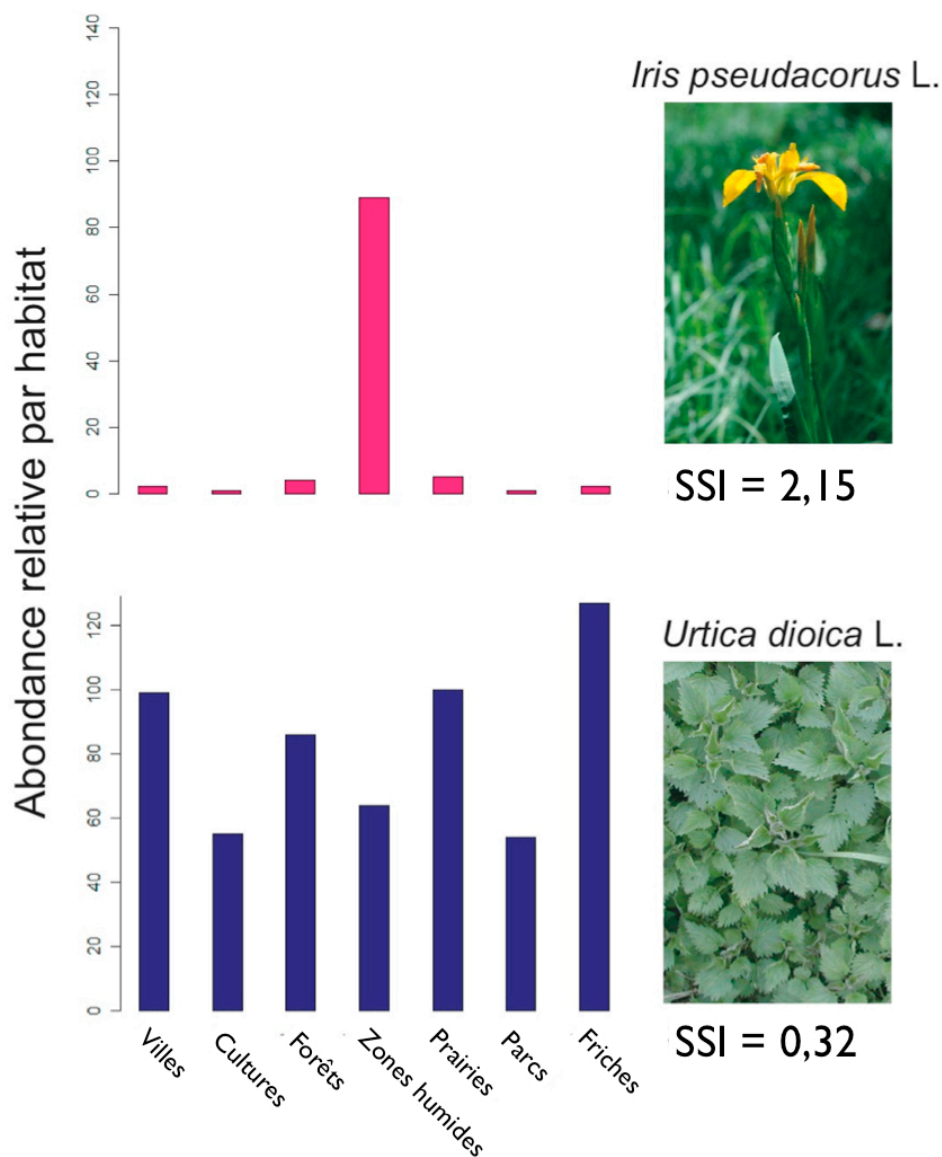 Abondance relative par habitat
140
120
100
80
60
40
20
0
Iris pseudacorus L.
SSI = 2,15
120
100
80
60
40
20
0
Urtica dioica L.
SSI = 0,32
Villes
Cultures
Forêts
Zones humides
Prairies
Parcs
Friches